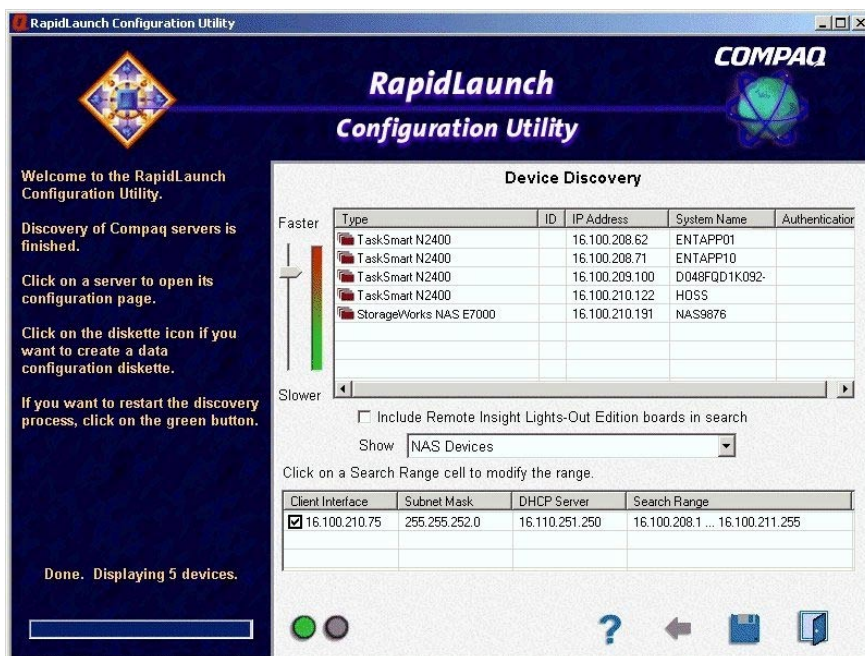 RapidLaunch Configuration Utility
COMPAQ
RapidLaunch
Configuration Utility
Welcome to the RapidLaunch
Configuration Utility.
Discovery of Compaq servers is
finished.
Click on a server to open its
configuration page.
Click on the diskette icon if you
want to create a data
configuration diskette.
If you want to restart the discovery
process, click on the green button.
Done. Displaying 5 devices.
Device Discovery
Faster
Slower
Type ID IP Address System Name Authentication
TaskSmart N2400 16.100.208.62 ENTAPP01
TaskSmart N2400 16.100.208.71 ENTAPP10
TaskSmart N2400 16.100.209.100 D048FQD1K092-
TaskSmart N2400 16.100.210.122 HOSS
StorageWorks NAS E7000 16.100.210.191 NAS9876
Include Remote Insight Lights-Out Edition boards in search
Show NAS Devices
Click on a Search Range cell to modify the range.
Client Interface Subnet Mask DHCP Server Search Range
16.100.210.75 255.255.252.0 16.110.251.250 16.100.208.1 ... 16.100.211.255
?